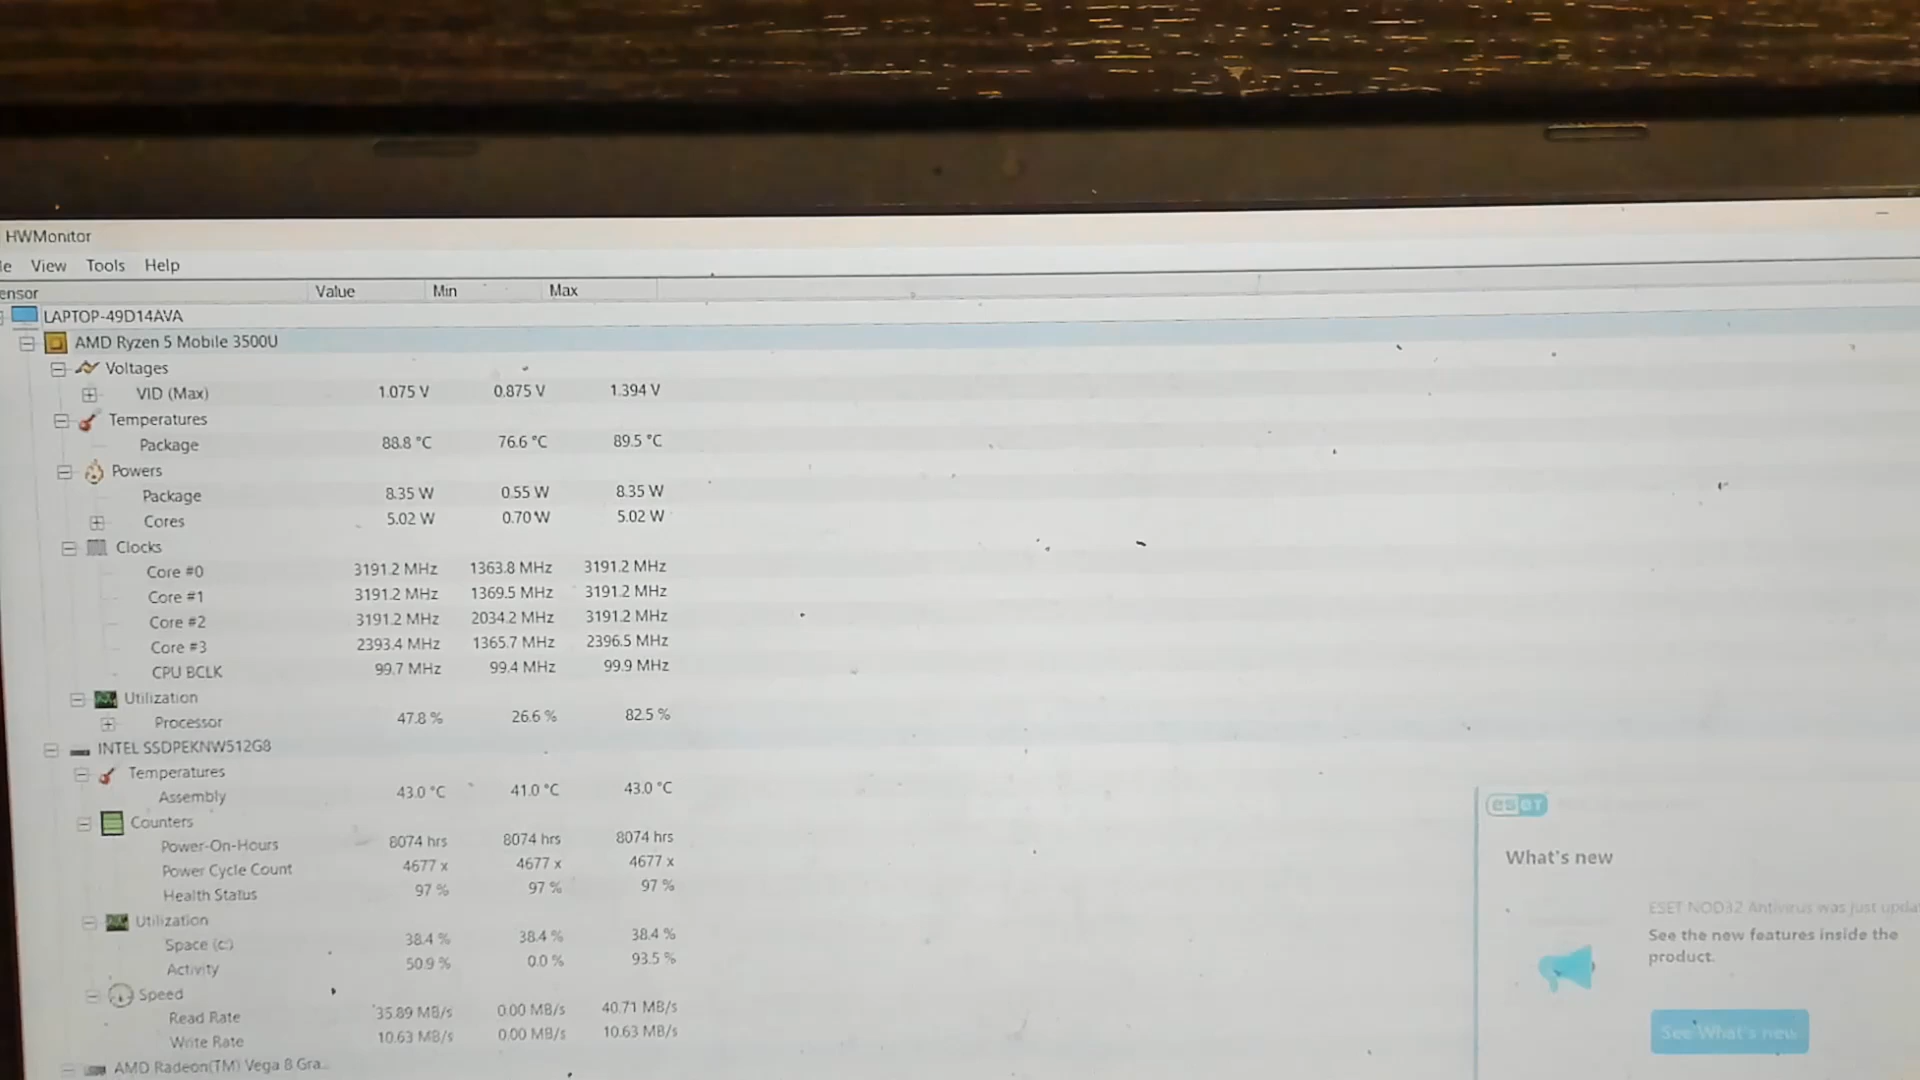 HWMonitor
le View Tools Help
ensor Value Min Max
LAPTOP-49D14AVA
AMD Ryzen 5 Mobile 3500U
Voltages
VID (Max) 1.075 V 0.875 V 1.394 V
Temperatures
Package 88.8 °C 76.6 °C 89.5 °C
Powers
Package 8.35 W 0.55 W 8.35 W
Cores 5.02 W 0.70 W 5.02 W
Clocks
Core #0 3191.2 MHz 1363.8 MHz 3191.2 MHz
Core #1 3191.2 MHz 1369.5 MHz 3191.2 MHz
Core #2 3191.2 MHz 2034.2 MHz 3191.2 MHz
Core #3 2393.4 MHz 1365.7 MHz 2396.5 MHz
CPU BCLK 99.7 MHz 99.4 MHz 99.9 MHz
Utilization
Processor 47.8 % 26.6 % 82.5 %
INTEL SSDPEKNW512G8
Temperatures
Assembly 43.0 °C 41.0 °C 43.0 °C
Counters
Power-On-Hours 8074 hrs 8074 hrs 8074 hrs
Power Cycle Count 4677 x 4677 x 4677 x
Health Status 97 % 97 % 97 %
Utilization
Space (c:) 38.4 % 38.4 % 38.4 %
Activity 50.9 % 0.0 % 93.5 %
Speed
Read Rate 35.89 MB/s 0.00 MB/s 40.71 MB/s
Write Rate 10.63 MB/s 0.00 MB/s 10.63 MB/s
AMD Radeon(TM) Vega 8 Gra...
eset
What's new
ESET NOD32 Antivirus was just upda
See the new features inside the
product.
See What's new